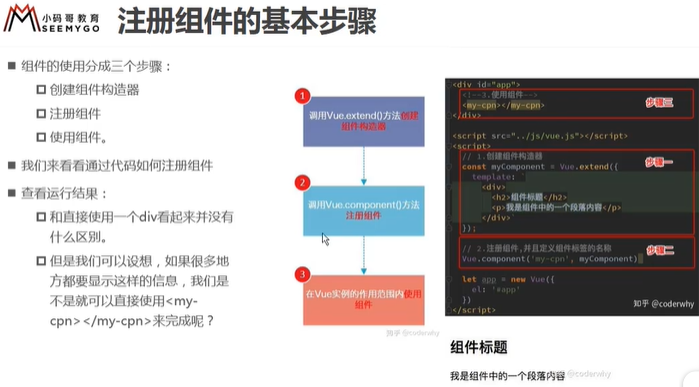 小码哥教育
SEEMYGO
注册组件的基本步骤
组件的使用分成三个步骤：
创建组件构造器
注册组件
使用组件。
我们来看看通过代码如何注册组件
查看运行结果：
和直接使用一个div看起来并没有
什么区别。
但是我们可以设想，如果很多地
方都要显示这样的信息，我们是
不是就可以直接使用<my-
cpn></my-cpn>来完成呢？
1
调用Vue.extend()方法创建
组件构造器
2
调用Vue.component()方法
注册组件
3
在Vue实例的作用范围内使用
组件
知乎 @coderwhy
<div id="app">
<!--3.使用组件-->
<my-cpn></my-cpn>
步骤三
</div>
<script src="../js/vue.js"></script>
<script>
// 1.创建组件构造器
步骤一
const myComponent = Vue.extend({
template: `
<div>
<h2>组件标题</h2>
<p>我是组件中的一个段落内容</p>
</div>`
});
// 2.注册组件,并且定义组件标签的名称
步骤二
Vue.component('my-cpn', myComponent)
let app = new Vue({
el: '#app'
})
</script>
知乎 @coderwhy
组件标题
我是组件中的一个段落内容
@coderwhy